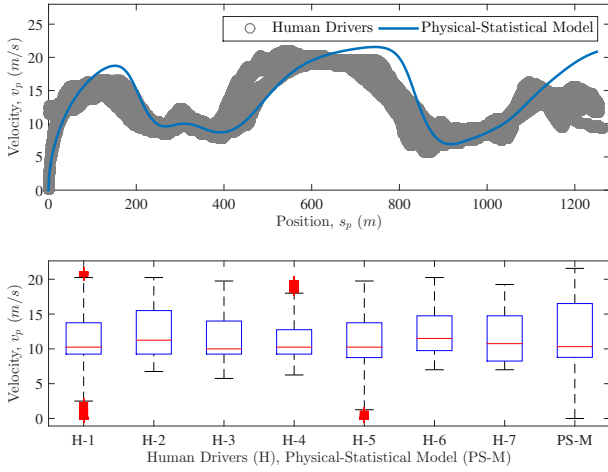 Human Drivers
Physical-Statistical Model
25
20
15
10
5
0
Velocity, v_p (m/s)
0 200 400 600 800 1000 1200
Position, s_p (m)
20
15
10
5
0
Velocity, v_p (m/s)
H-1 H-2 H-3 H-4 H-5 H-6 H-7 PS-M
Human Drivers (H), Physical-Statistical Model (PS-M)